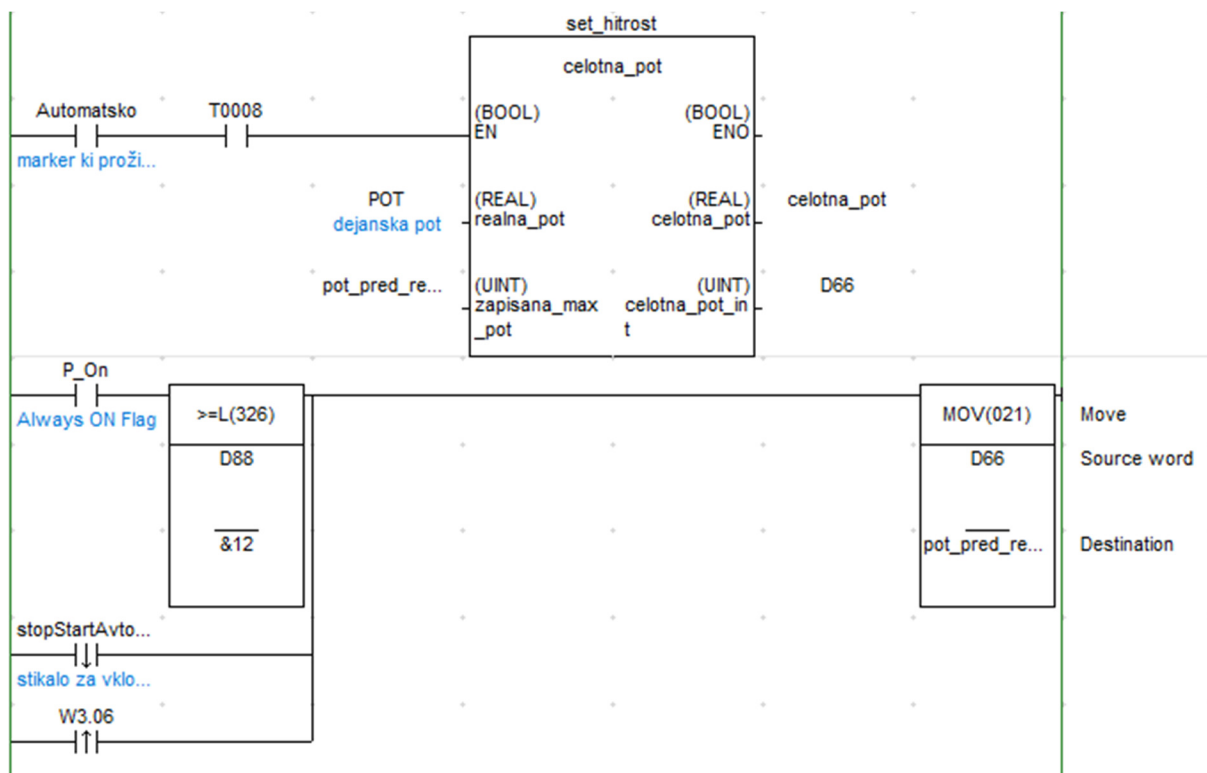 set_hitrost
celotna_pot
Automatsko
T0008
(BOOL)
EN
(BOOL)
ENO
marker ki proži...
POT
dejanska pot
(REAL)
realna_pot
(REAL)
celotna_pot
celotna_pot
pot_pred_re...
(UINT)
zapisana_max
_pot
(UINT)
celotna_pot_in
t
D66
P_On
Always ON Flag
>=L(326)
D88
&12
MOV(021)
Move
D66
Source word
pot_pred_re...
Destination
stopStartAvto...
stikalo za vklo...
W3.06